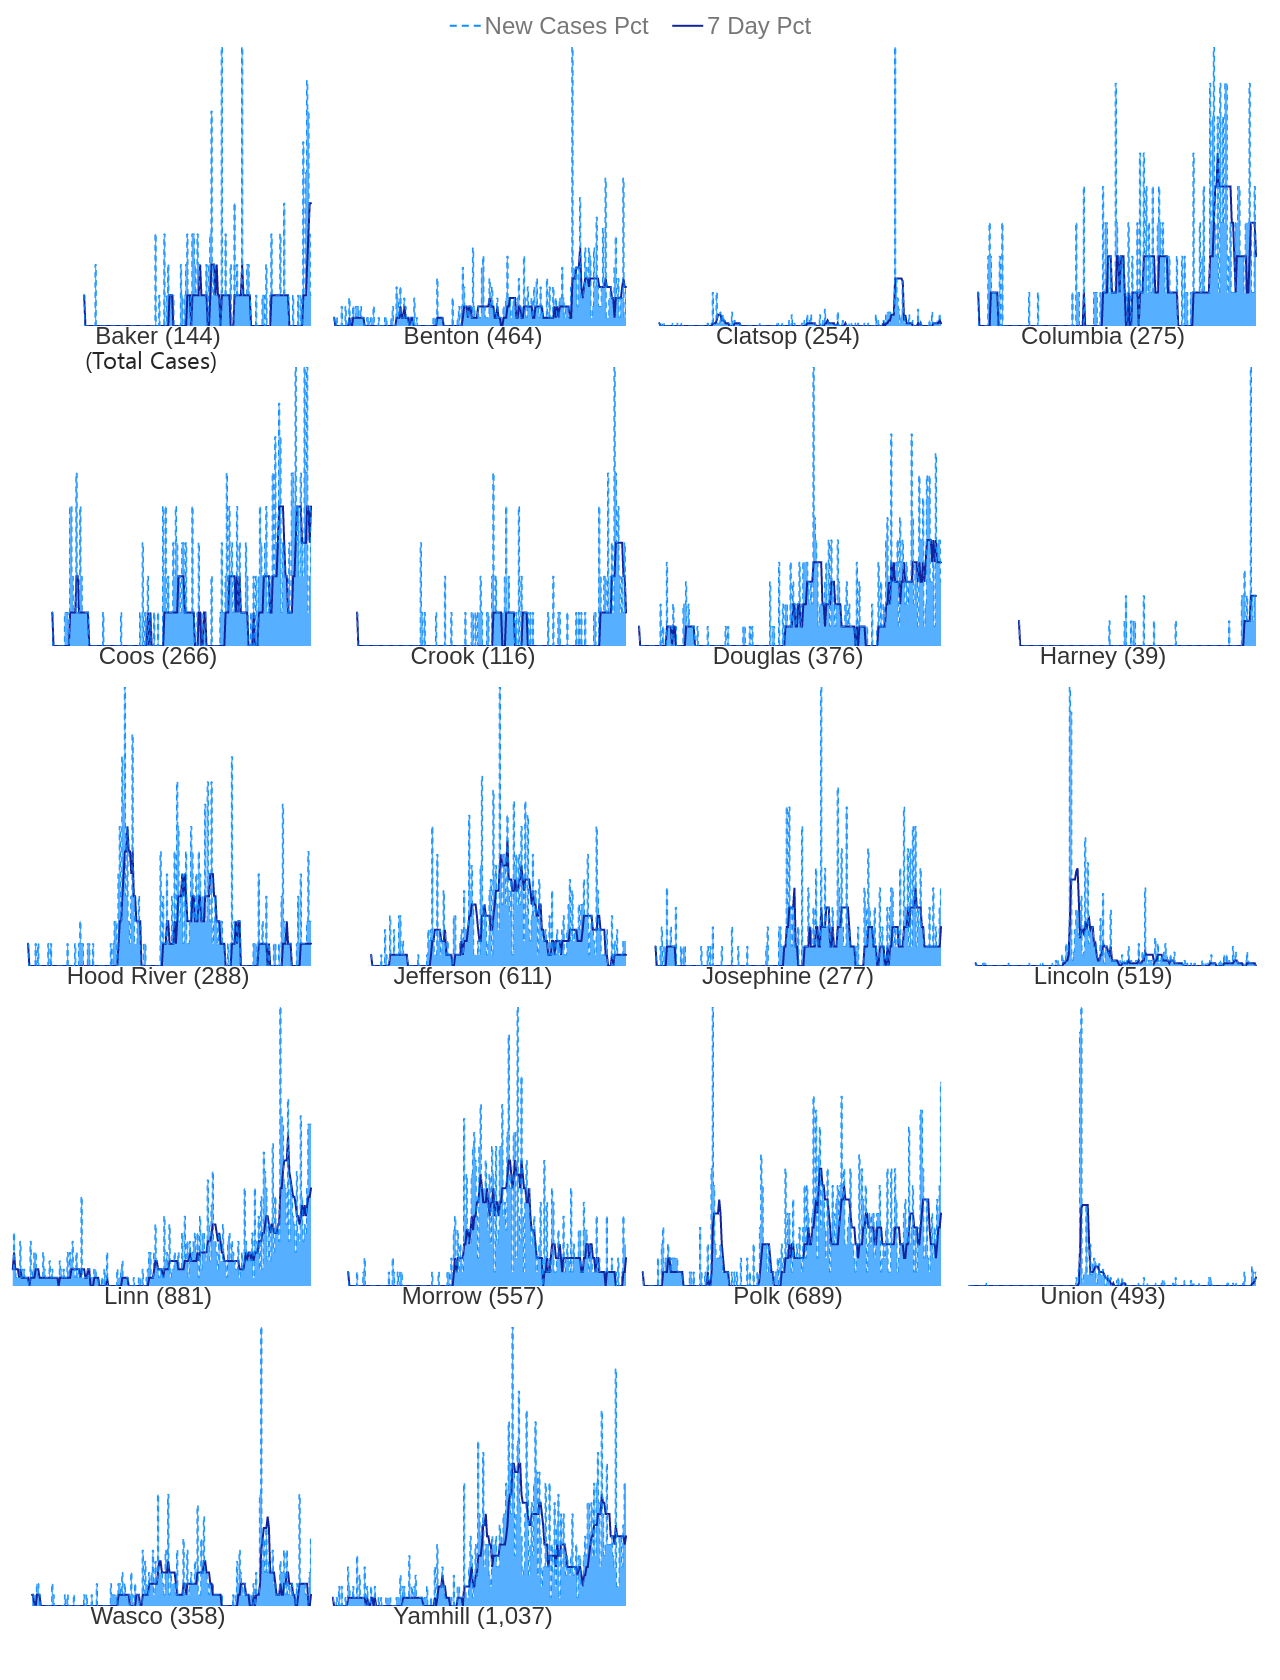 New Cases Pct 7 Day Pct
Baker (144) Benton (464) Clatsop (254) Columbia (275)
(Total Cases)
Coos (266) Crook (116) Douglas (376) Harney (39)
Hood River (288) Jefferson (611) Josephine (277) Lincoln (519)
Linn (881) Morrow (557) Polk (689) Union (493)
Wasco (358) Yamhill (1,037)